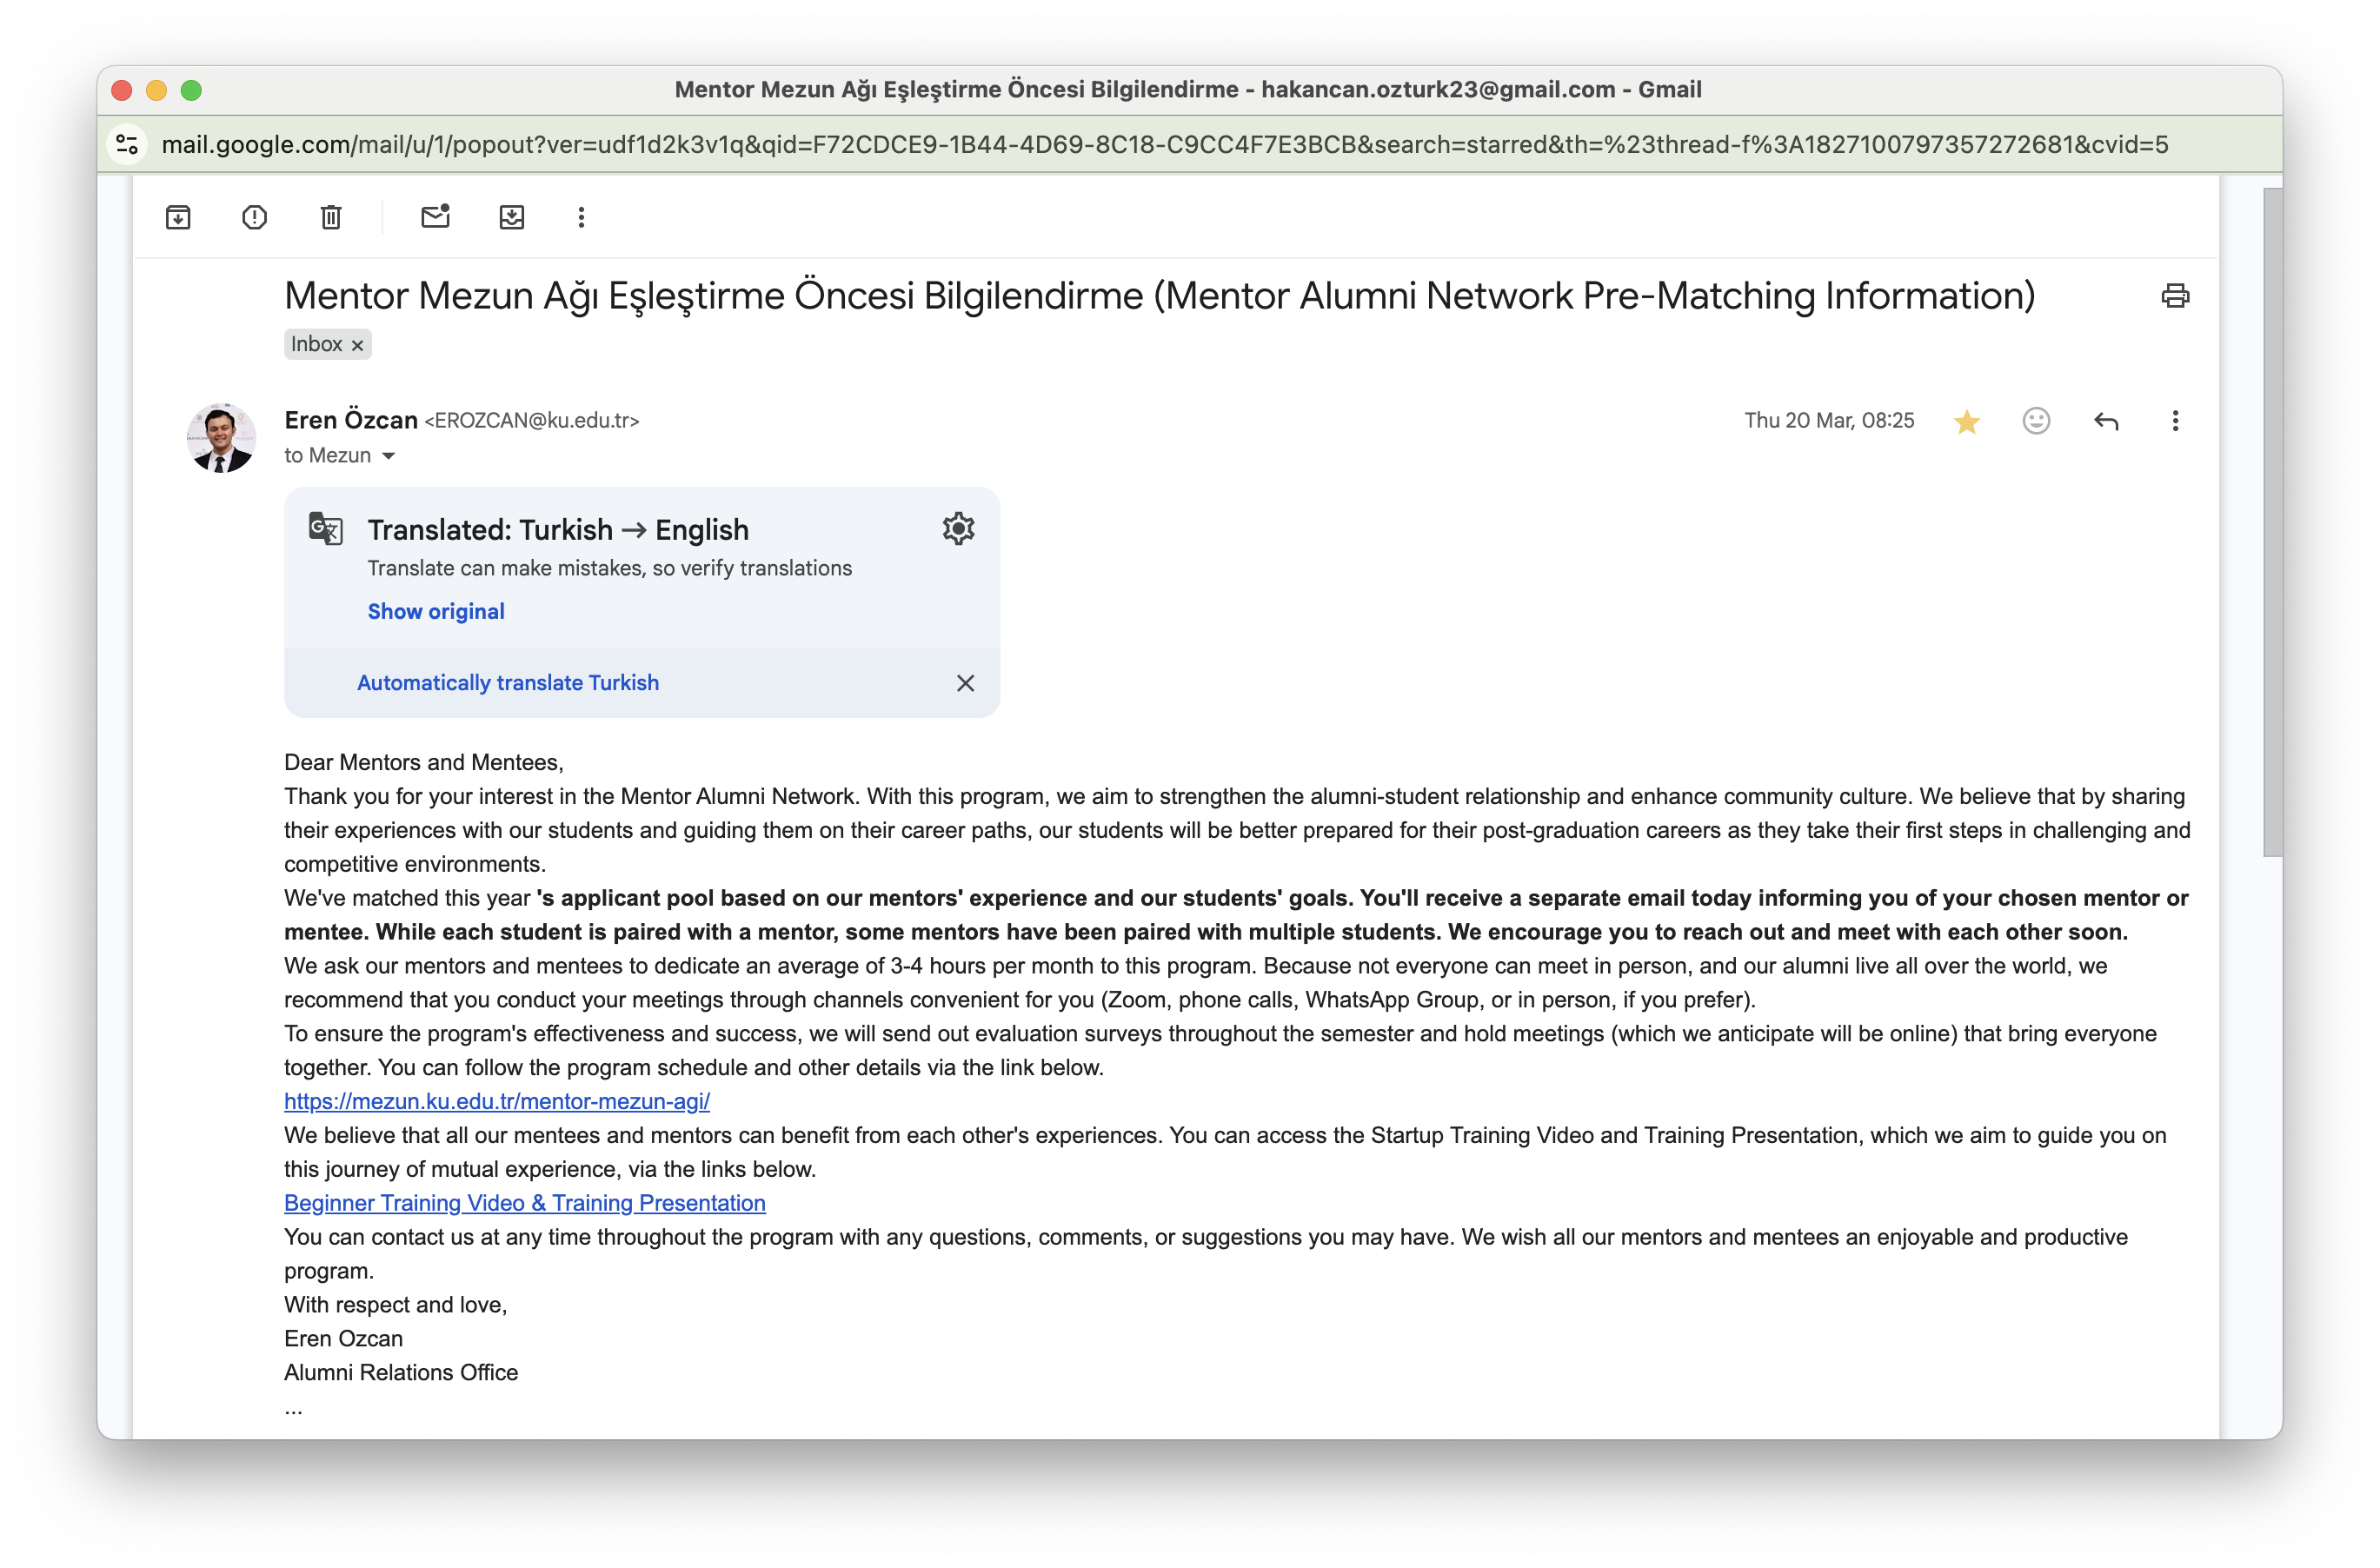 Mentor Mezun Ağı Eşleştirme Öncesi Bilgilendirme - hakancan.ozturk23@gmail.com - Gmail
mail.google.com/mail/u/1/popout?ver=udf1d2k3v1q&qid=F72CDCE9-1B44-4D69-8C18-C9CC4F7E3BCB&search=starred&th=%23thread-f%3A1827100797357272681&cvid=5
Mentor Mezun Ağı Eşleştirme Öncesi Bilgilendirme (Mentor Alumni Network Pre-Matching Information)
Inbox ×
Eren Özcan <EROZCAN@ku.edu.tr>
Thu 20 Mar, 08:25
to Mezun
Translated: Turkish → English
Translate can make mistakes, so verify translations
Show original
Automatically translate Turkish
Dear Mentors and Mentees,
Thank you for your interest in the Mentor Alumni Network. With this program, we aim to strengthen the alumni-student relationship and enhance community culture. We believe that by sharing
their experiences with our students and guiding them on their career paths, our students will be better prepared for their post-graduation careers as they take their first steps in challenging and
competitive environments.
We've matched this year 's applicant pool based on our mentors' experience and our students' goals. You'll receive a separate email today informing you of your chosen mentor or
mentee. While each student is paired with a mentor, some mentors have been paired with multiple students. We encourage you to reach out and meet with each other soon.
We ask our mentors and mentees to dedicate an average of 3-4 hours per month to this program. Because not everyone can meet in person, and our alumni live all over the world, we
recommend that you conduct your meetings through channels convenient for you (Zoom, phone calls, WhatsApp Group, or in person, if you prefer).
To ensure the program's effectiveness and success, we will send out evaluation surveys throughout the semester and hold meetings (which we anticipate will be online) that bring everyone
together. You can follow the program schedule and other details via the link below.
https://mezun.ku.edu.tr/mentor-mezun-agi/
We believe that all our mentees and mentors can benefit from each other's experiences. You can access the Startup Training Video and Training Presentation, which we aim to guide you on
this journey of mutual experience, via the links below.
Beginner Training Video & Training Presentation
You can contact us at any time throughout the program with any questions, comments, or suggestions you may have. We wish all our mentors and mentees an enjoyable and productive
program.
With respect and love,
Eren Ozcan
Alumni Relations Office
...